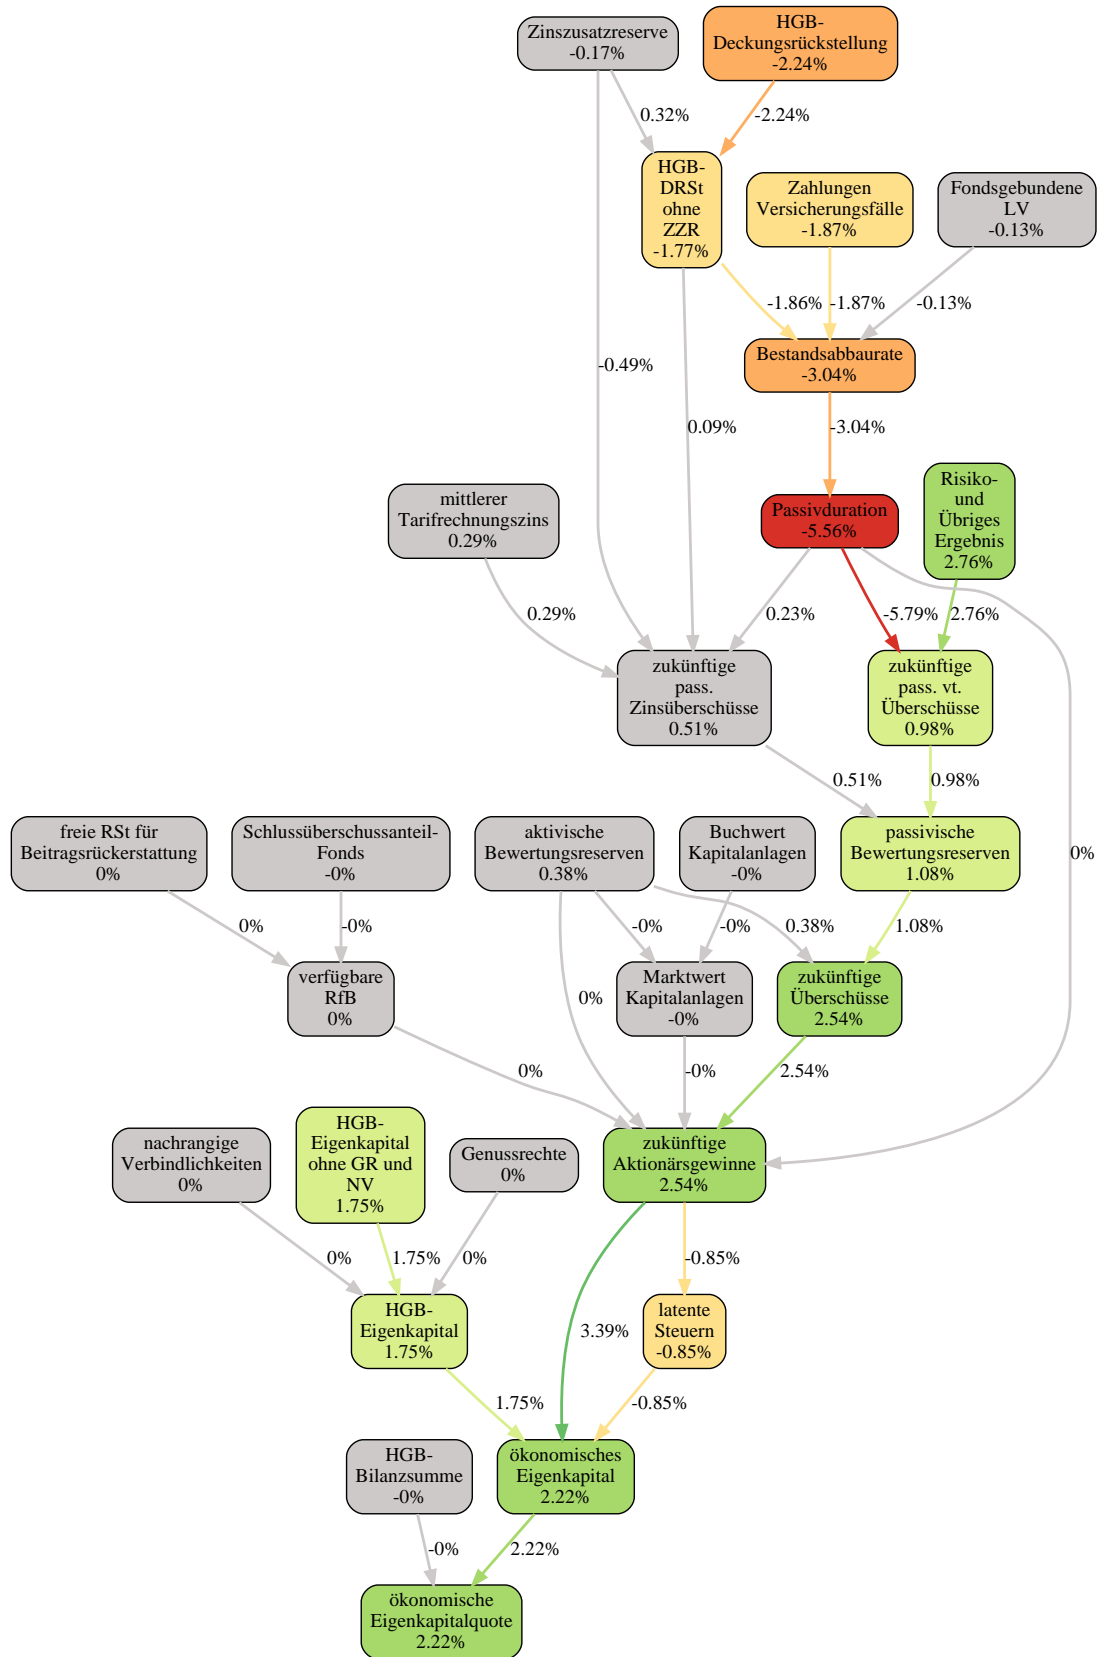 Zinszusatzreserve
-0.17%
HGB-
Deckungsrückstellung
-2.24%
0.32%
-2.24%
HGB-
DRSt
ohne
ZZR
-1.77%
Zahlungen
Versicherungsfälle
-1.87%
Fondsgebundene
LV
-0.13%
-1.86%
-1.87%
-0.13%
Bestandsabbaurate
-3.04%
-0.49%
0.09%
-3.04%
mittlerer
Tarifrechnungszins
0.29%
Passivduration
-5.56%
Risiko-
und
Übriges
Ergebnis
2.76%
0.29%
0.23%
-5.79%
2.76%
zukünftige
pass.
Zinsüberschüsse
0.51%
zukünftige
pass. vt.
Überschüsse
0.98%
0.51%
0.98%
freie RSt für
Beitragsrückerstattung
0%
Schlussüberschussanteil-
Fonds
-0%
aktivische
Bewertungsreserven
0.38%
Buchwert
Kapitalanlagen
-0%
passivische
Bewertungsreserven
1.08%
0%
0%
-0%
-0%
-0%
0.38%
1.08%
verfügbare
RfB
0%
0%
Marktwert
Kapitalanlagen
-0%
zukünftige
Überschüsse
2.54%
0%
-0%
2.54%
nachrangige
Verbindlichkeiten
0%
HGB-
Eigenkapital
ohne GR und
NV
1.75%
Genussrechte
0%
zukünftige
Aktionärsgewinne
2.54%
0%
1.75%
0%
-0.85%
HGB-
Eigenkapital
1.75%
3.39%
latente
Steuern
-0.85%
1.75%
-0.85%
HGB-
Bilanzsumme
-0%
ökonomisches
Eigenkapital
2.22%
-0%
2.22%
ökonomische
Eigenkapitalquote
2.22%